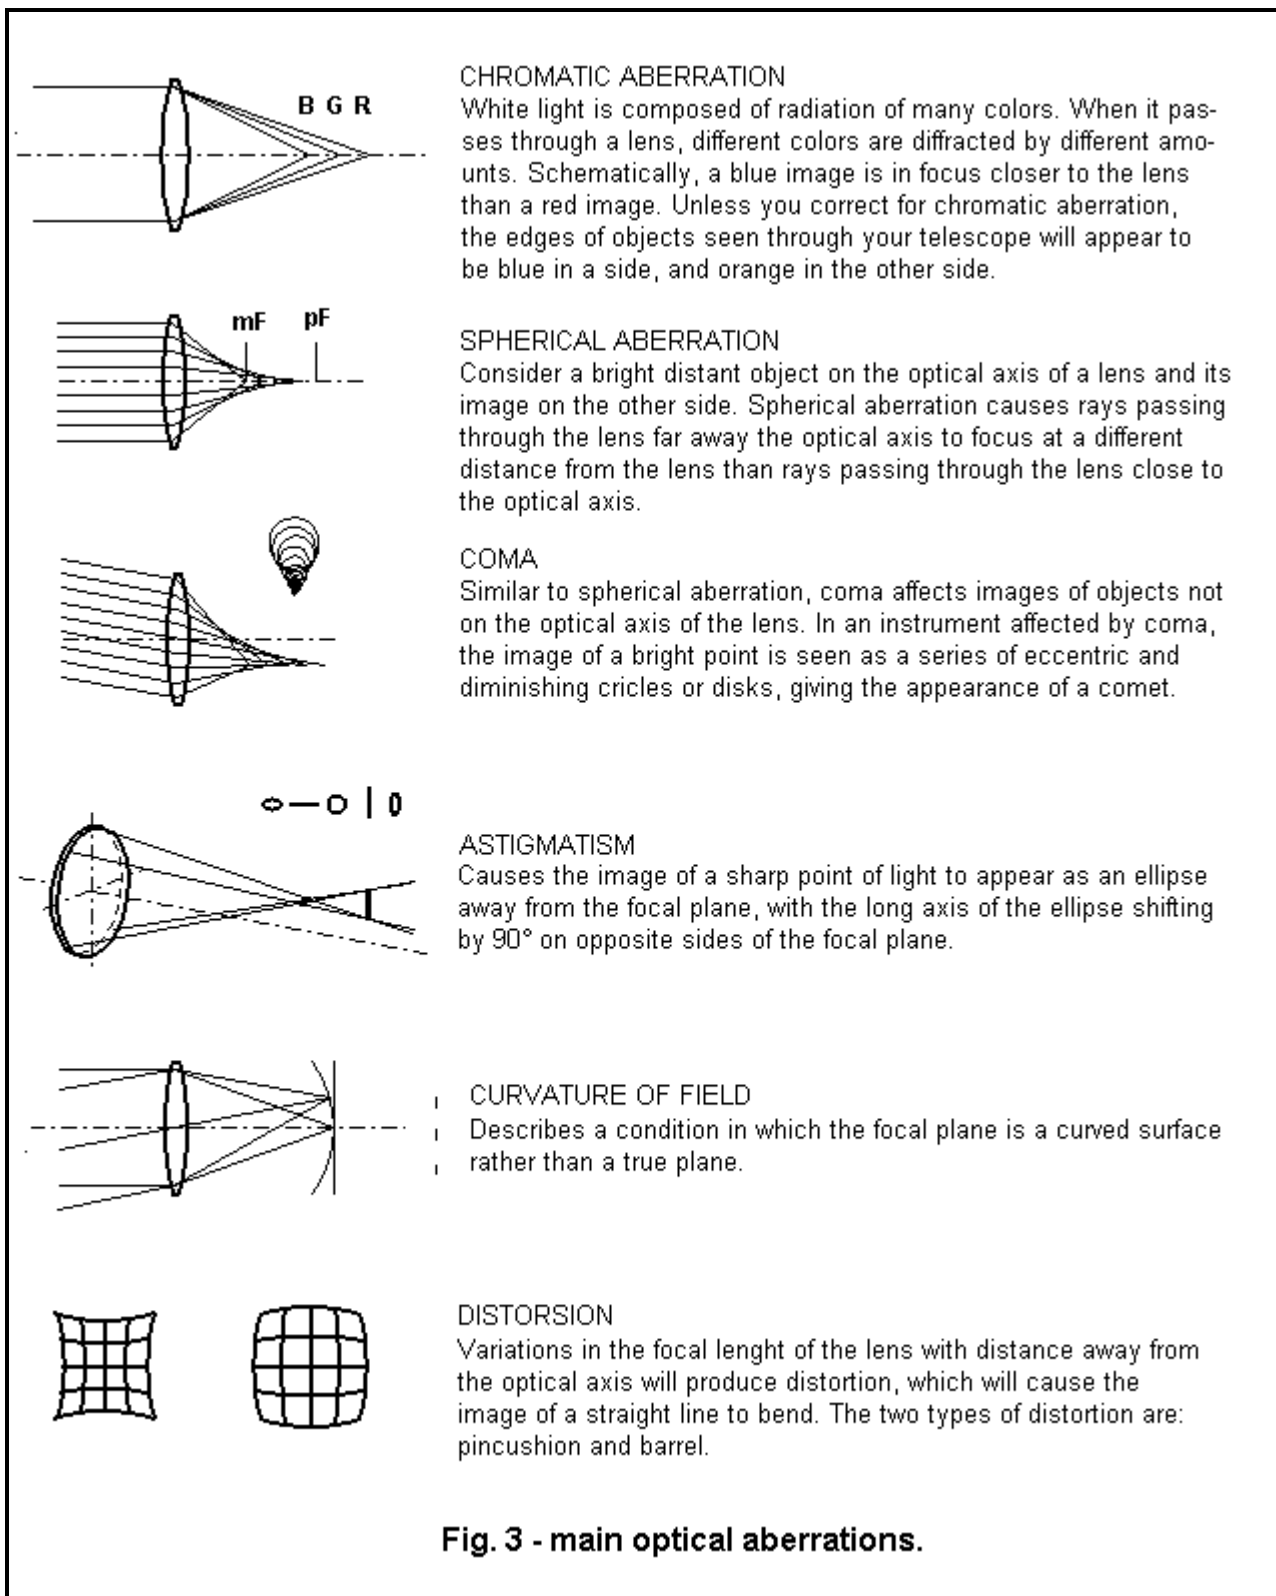 B G R
CHROMATIC ABERRATION
White light is composed of radiation of many colors. When it pas-
ses through a lens, different colors are diffracted by different amo-
unts. Schematically, a blue image is in focus closer to the lens
than a red image. Unless you correct for chromatic aberration,
the edges of objects seen through your telescope will appear to
be blue in a side, and orange in the other side.
mF pF
SPHERICAL ABERRATION
Consider a bright distant object on the optical axis of a lens and its
image on the other side. Spherical aberration causes rays passing
through the lens far away the optical axis to focus at a different
distance from the lens than rays passing through the lens close to
the optical axis.
COMA
Similar to spherical aberration, coma affects images of objects not
on the optical axis of the lens. In an instrument affected by coma,
the image of a bright point is seen as a series of eccentric and
diminishing cricles or disks, giving the appearance of a comet.
ASTIGMATISM
Causes the image of a sharp point of light to appear as an ellipse
away from the focal plane, with the long axis of the ellipse shifting
by 90° on opposite sides of the focal plane.
CURVATURE OF FIELD
Describes a condition in which the focal plane is a curved surface
rather than a true plane.
DISTORSION
Variations in the focal lenght of the lens with distance away from
the optical axis will produce distortion, which will cause the
image of a straight line to bend. The two types of distortion are:
pincushion and barrel.
Fig. 3 - main optical aberrations.